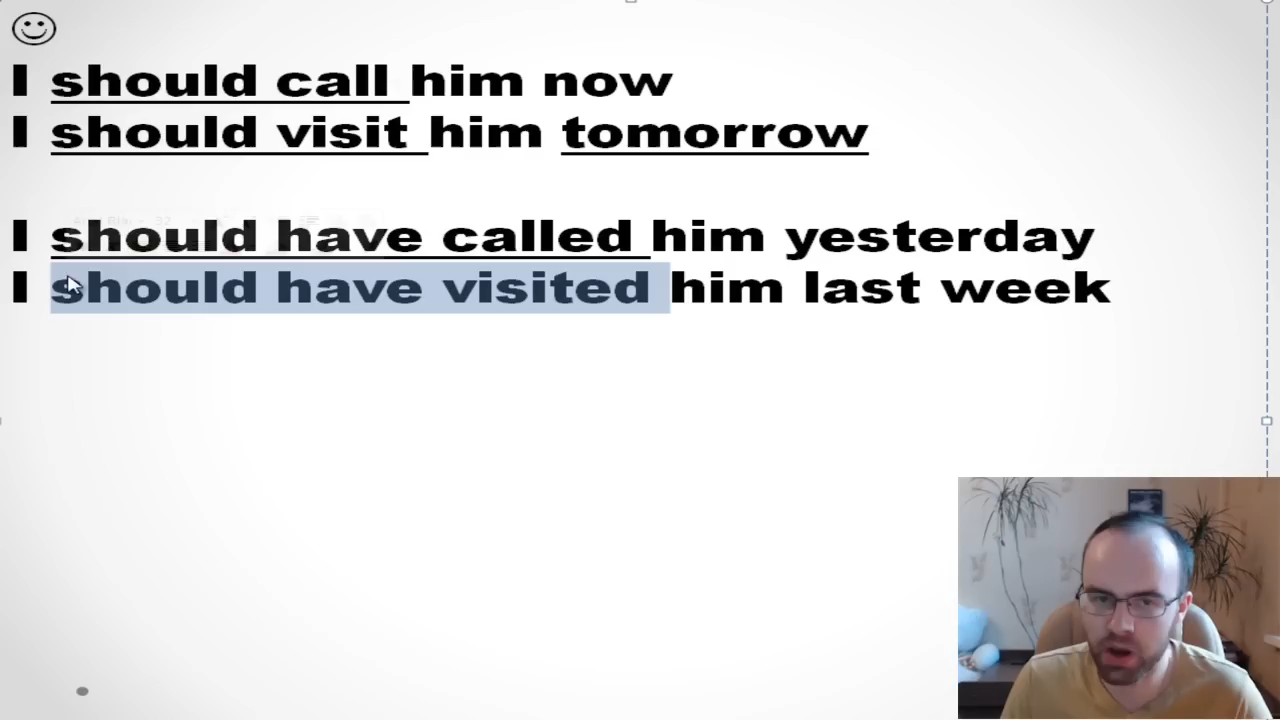 I should call him now
I should visit him tomorrow
I should have called him yesterday
I should have visited him last week